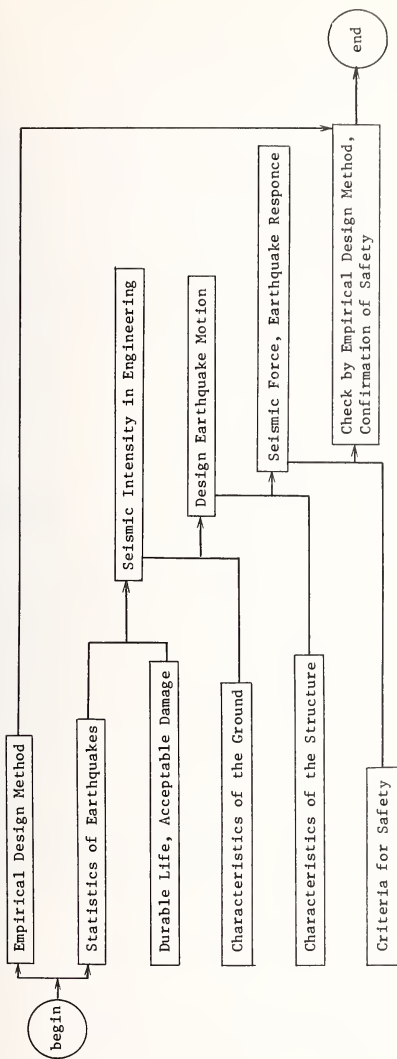 begin
Empirical Design Method
Statistics of Earthquakes
Durable Life, Acceptable Damage
Seismic Intensity in Engineering
Characteristics of the Ground
Design Earthquake Motion
Characteristics of the Structure
Seismic Force, Earthquake Responce
Criteria for Safety
Check by Empirical Design Method,
Confirmation of Safety
end